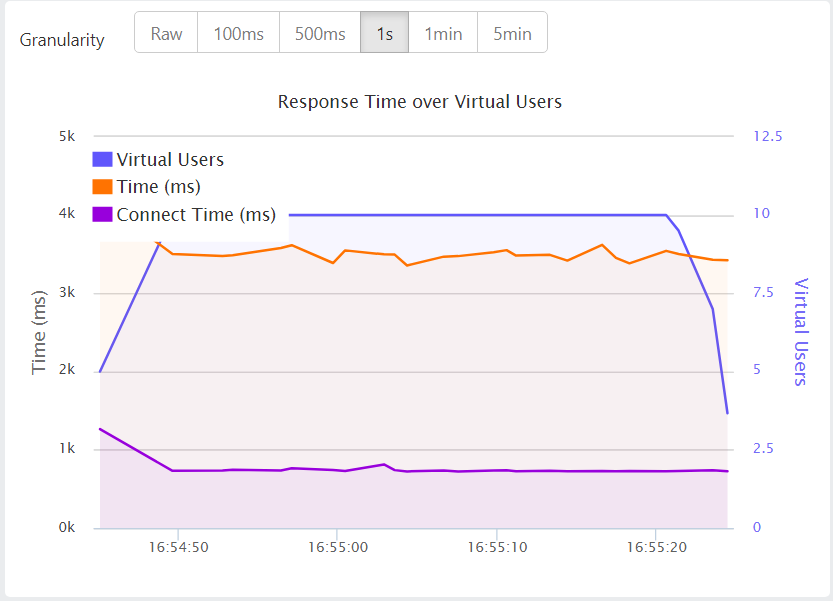 Granularity Raw 100ms 500ms 1s 1min 5min
Response Time over Virtual Users
5k 12.5
Virtual Users
Time (ms)
4k Connect Time (ms) 10
3k 7.5
Time (ms) Virtual Users
2k 5
1k 2.5
0k 0
16:54:50 16:55:00 16:55:10 16:55:20